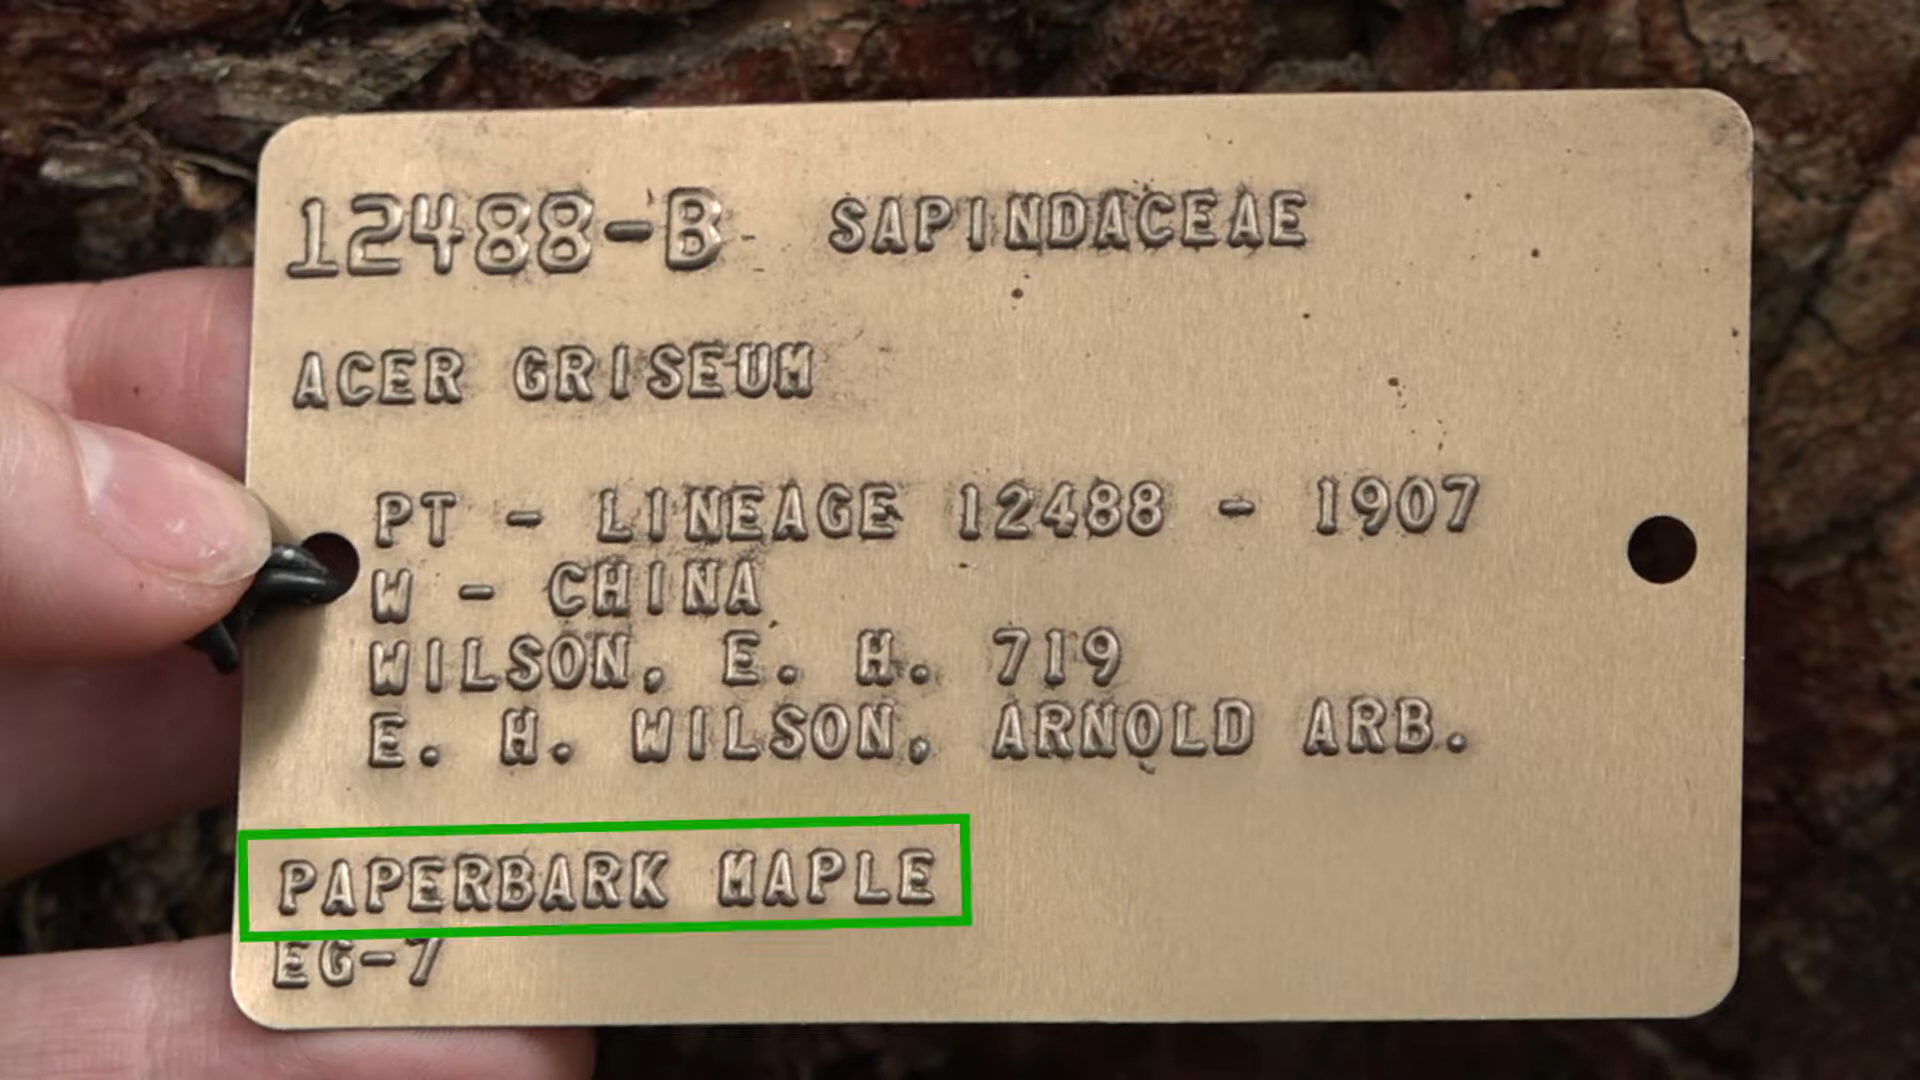 12488-B SAPINDACEAE
ACER GRISEUM
PT - LINEAGE 12488 - 1907
W - CHINA
WILSON, E. H. 719
E. H. WILSON, ARNOLD ARB.
PAPERBARK MAPLE
EG-7